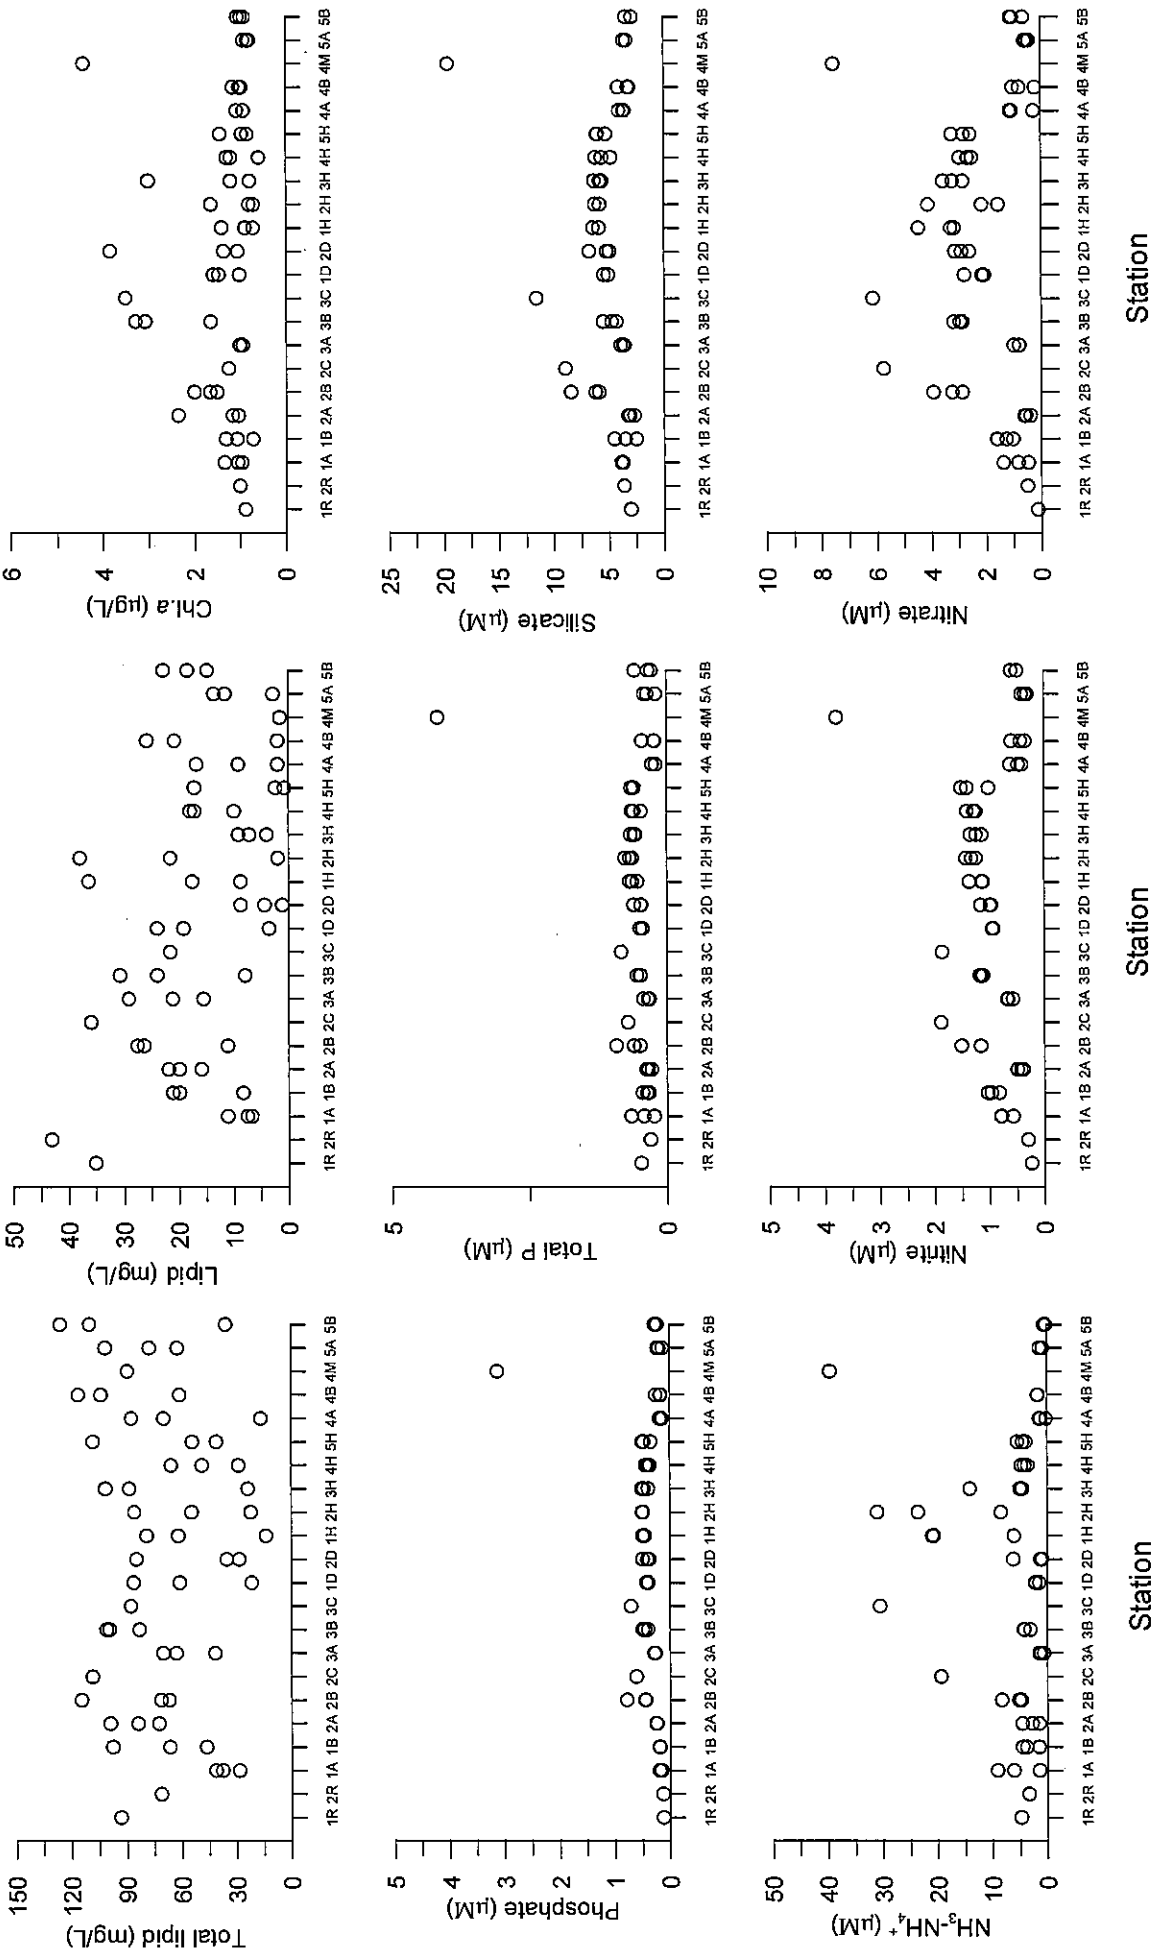 Total lipid (mg/L)
150
120
90
60
30
0
1R 2R 1A 1B 2A 2B 2C 3A 3B 3C 1D 2D 1H 2H 3H 4H 5H 4A 4B 4M 5A 5B
Lipid (mg/L)
50
40
30
20
10
0
1R 2R 1A 1B 2A 2B 2C 3A 3B 3C 1D 2D 1H 2H 3H 4H 5H 4A 4B 4M 5A 5B
Chl.a (µg/L)
6
4
2
0
1R 2R 1A 1B 2A 2B 2C 3A 3B 3C 1D 2D 1H 2H 3H 4H 5H 4A 4B 4M 5A 5B
Phosphate (µM)
5
4
3
2
1
0
1R 2R 1A 1B 2A 2B 2C 3A 3B 3C 1D 2D 1H 2H 3H 4H 5H 4A 4B 4M 5A 5B
Total P (µM)
5
0
1R 2R 1A 1B 2A 2B 2C 3A 3B 3C 1D 2D 1H 2H 3H 4H 5H 4A 4B 4M 5A 5B
Silicate (µM)
25
20
15
10
5
0
1R 2R 1A 1B 2A 2B 2C 3A 3B 3C 1D 2D 1H 2H 3H 4H 5H 4A 4B 4M 5A 5B
NH₃-NH₄⁺ (µM)
50
40
30
20
10
0
1R 2R 1A 1B 2A 2B 2C 3A 3B 3C 1D 2D 1H 2H 3H 4H 5H 4A 4B 4M 5A 5B
Station
Nitrite (µM)
5
4
3
2
1
0
1R 2R 1A 1B 2A 2B 2C 3A 3B 3C 1D 2D 1H 2H 3H 4H 5H 4A 4B 4M 5A 5B
Station
Nitrate (µM)
10
8
6
4
2
0
1R 2R 1A 1B 2A 2B 2C 3A 3B 3C 1D 2D 1H 2H 3H 4H 5H 4A 4B 4M 5A 5B
Station